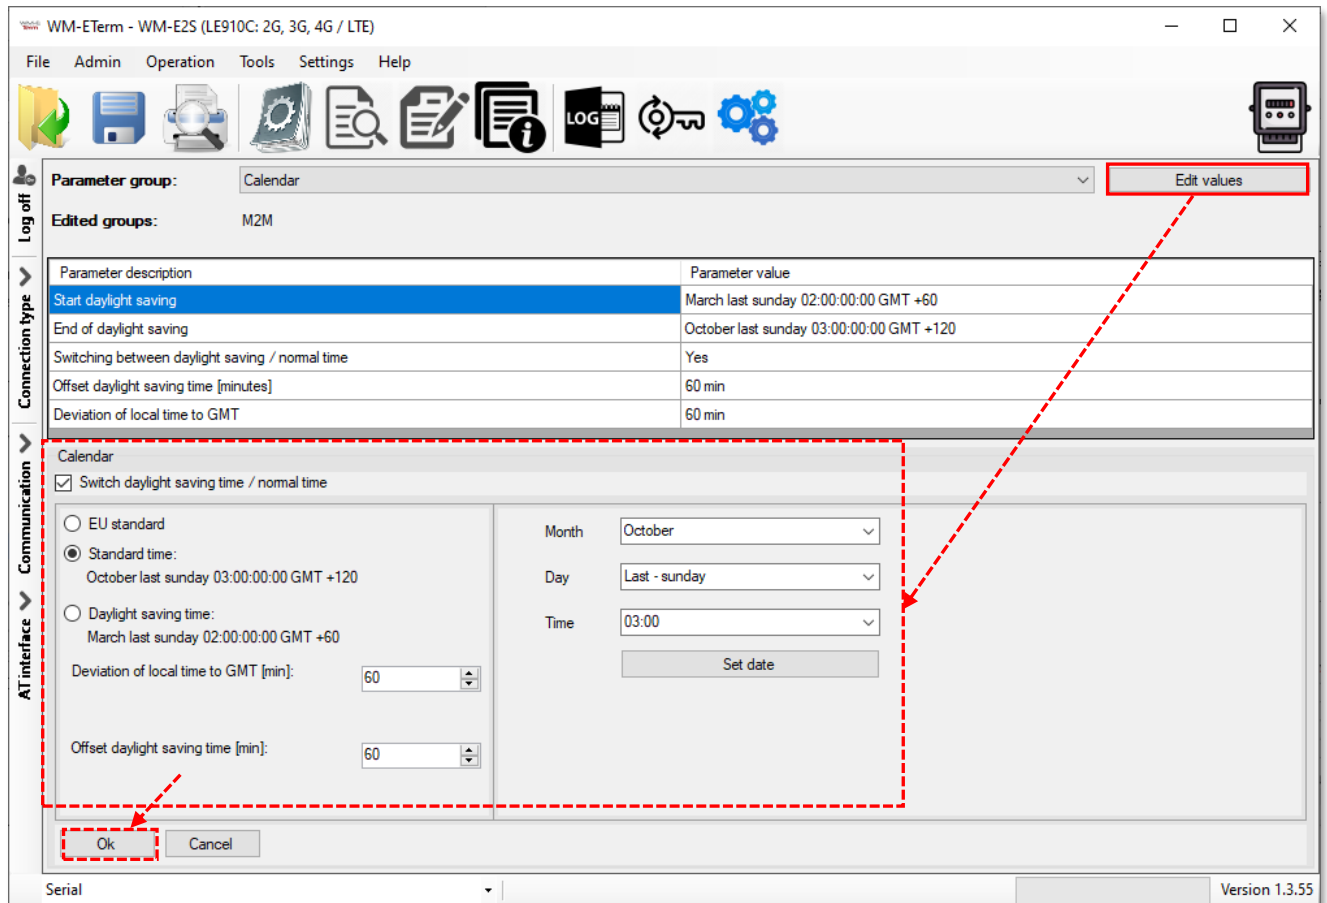 WM-ETerm - WM-E2S (LE910C: 2G, 3G, 4G / LTE)
File Admin Operation Tools Settings Help
LOG
Log off
Connection type
Communication
AT interface
Parameter group: Calendar Edit values
Edited groups: M2M
Parameter description Parameter value
Start daylight saving March last sunday 02:00:00:00 GMT +60
End of daylight saving October last sunday 03:00:00:00 GMT +120
Switching between daylight saving / normal time Yes
Offset daylight saving time [minutes] 60 min
Deviation of local time to GMT 60 min
Calendar
Switch daylight saving time / normal time
EU standard
Standard time:
October last sunday 03:00:00:00 GMT +120
Daylight saving time:
March last sunday 02:00:00:00 GMT +60
Deviation of local time to GMT [min]: 60
Offset daylight saving time [min]: 60
Month October
Day Last - sunday
Time 03:00
Set date
Ok Cancel
Serial Version 1.3.55